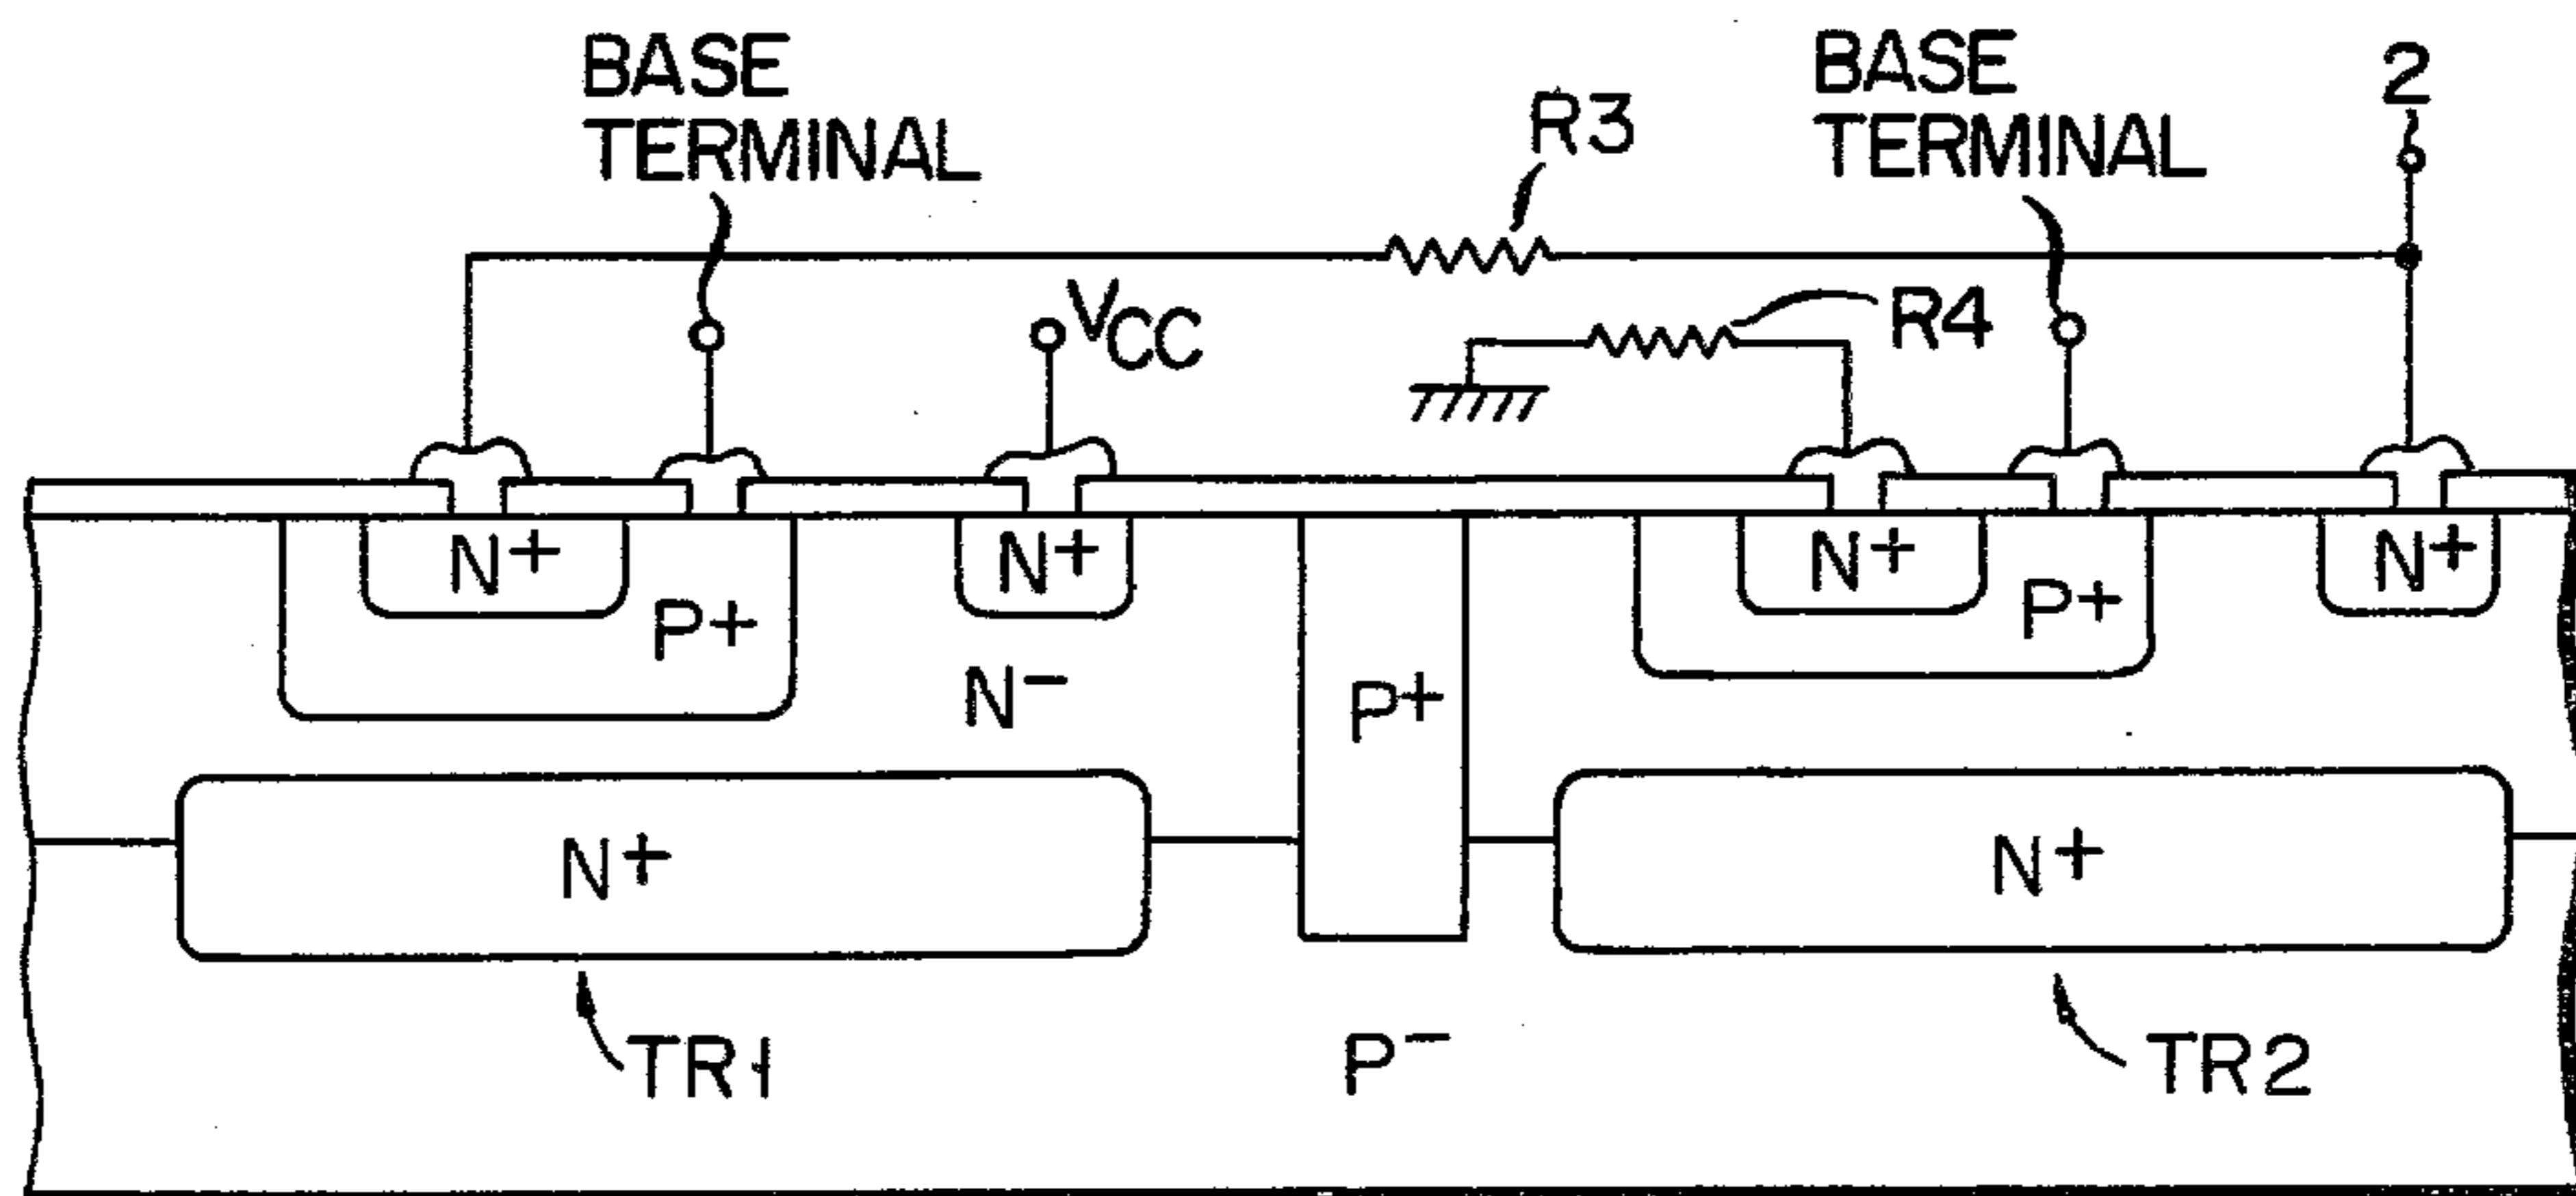 BASE
TERMINAL
R3
BASE
TERMINAL
2
VCC
R4
N+
P+
N+
N-
P+
N+
P+
N+
N+
N+
TR1
P-
TR2